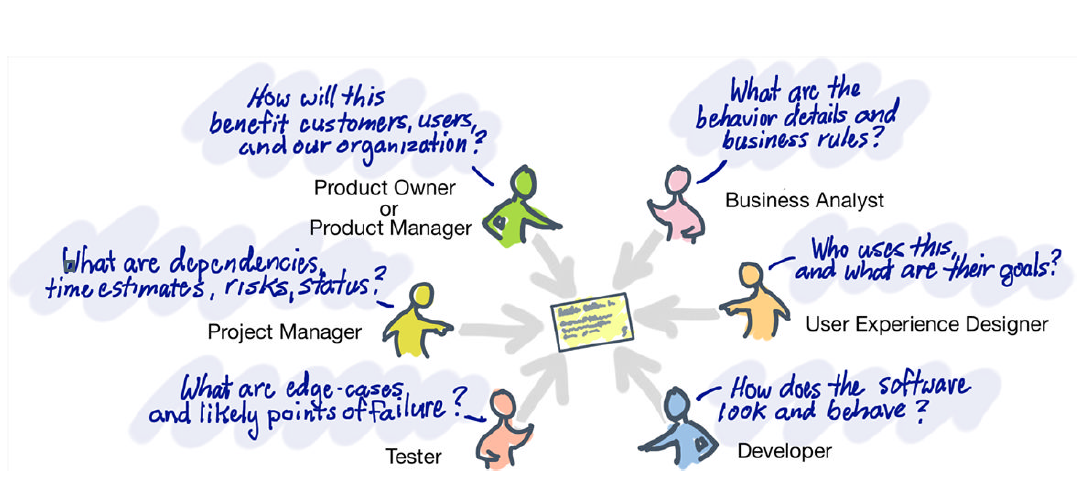 How will this
benefit customers, users,
and our organization?
Product Owner
or
Product Manager
What are the
behavior details and
business rules?
Business Analyst
What are dependencies,
time estimates, risks, status?
Project Manager
Who uses this,
and what are their goals?
User Experience Designer
What are edge-cases
and likely points of failure?
Tester
How does the software
look and behave?
Developer